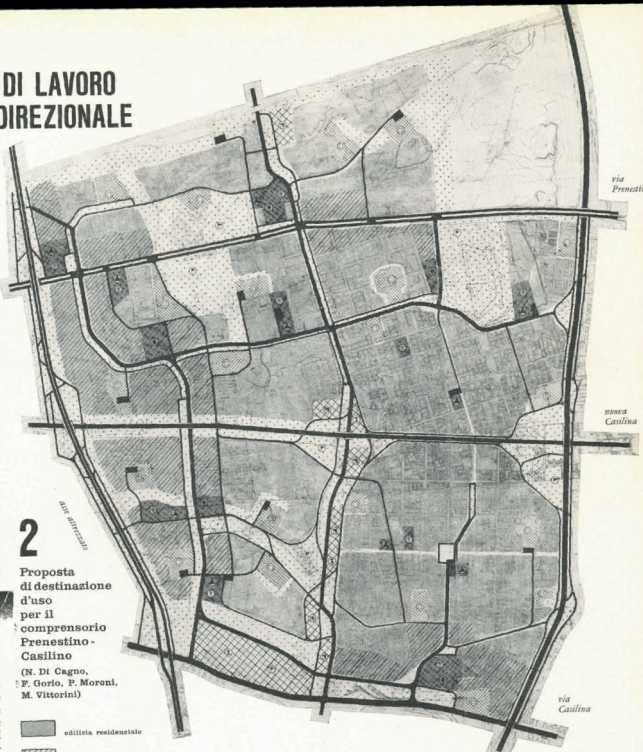 DI LAVORO
DIREZIONALE
via
nuova
Casilina
asse attrezzato
2
Proposta
di destinazione
d'uso
per il
comprensorio
Prenestino-
Casilino
(N. Di Cagno,
F. Gorio, P. Moroni,
M. Vittorini)
via
Casilina
edilizia residenziale